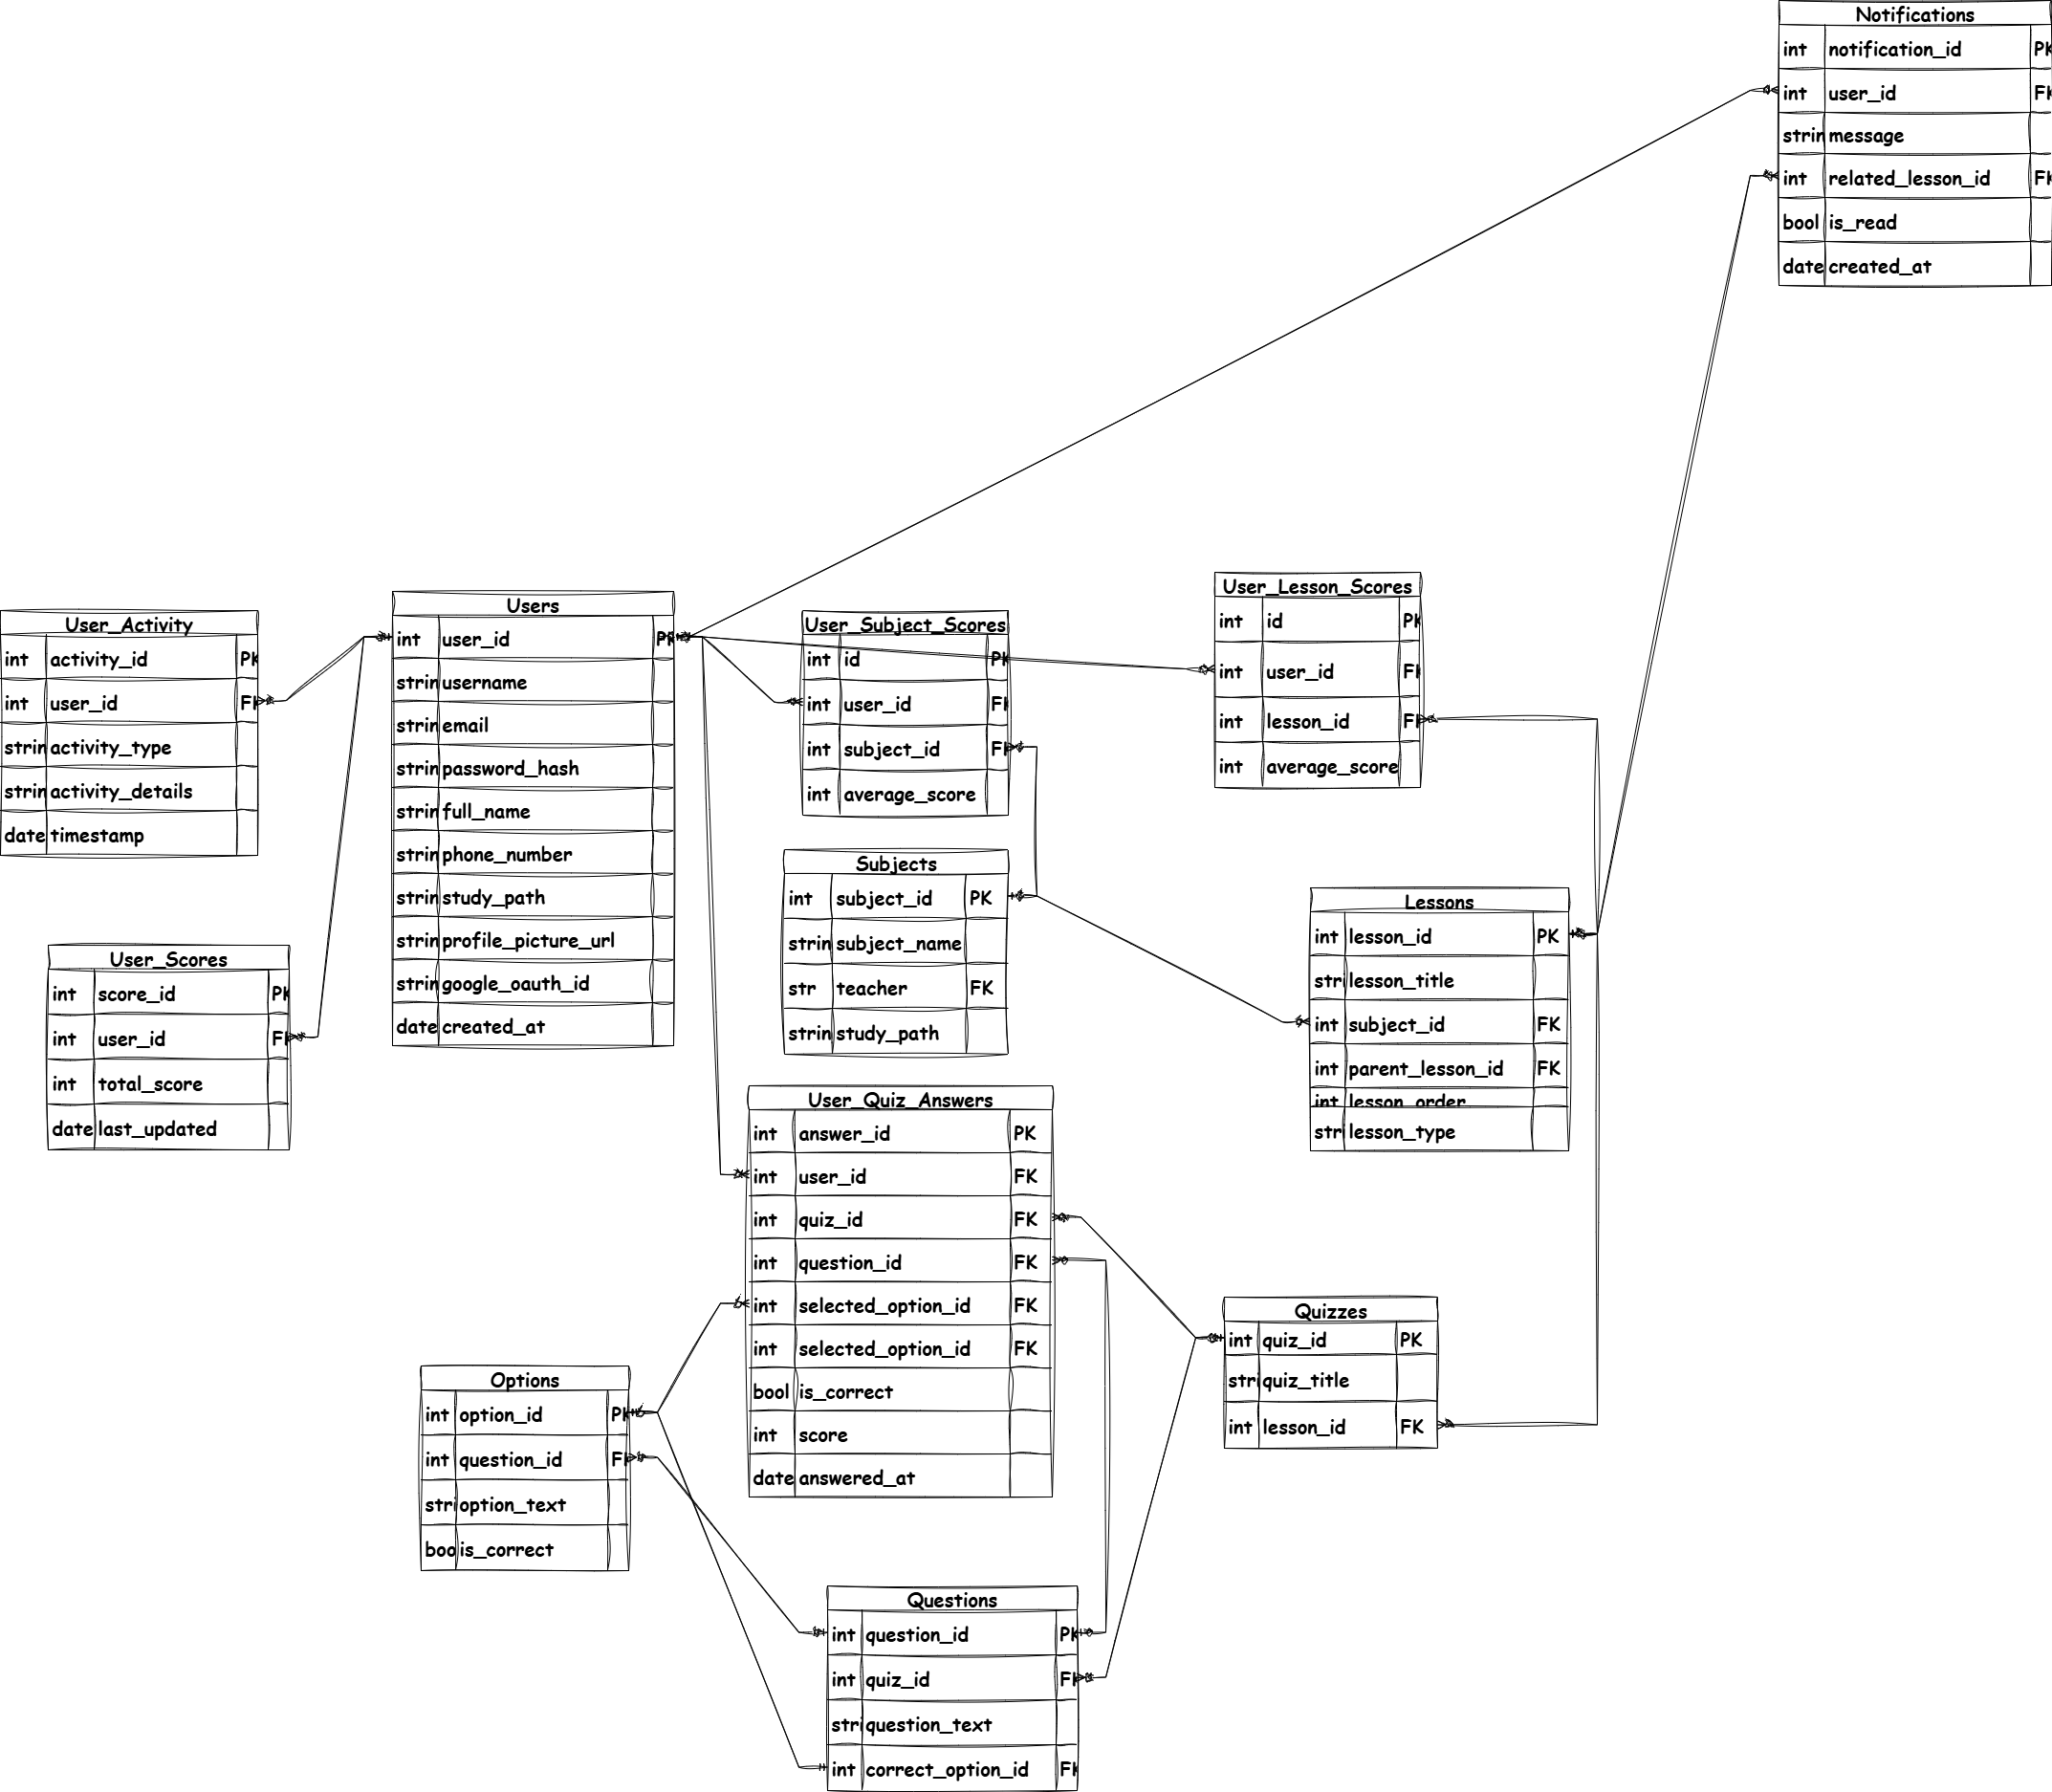 Notifications
int notification_id PK
int user_id FK
strin message
int related_lesson_id FK
bool is_read
date created_at
User_Activity
int activity_id PK
int user_id FK
strin activity_type
strin activity_details
date timestamp
Users
int user_id PK
strin username
strin email
strin password_hash
strin full_name
strin phone_number
strin study_path
strin profile_picture_url
strin google_oauth_id
date created_at
User_Subject_Scores
int id PK
int user_id FK
int subject_id FK
int average_score
User_Lesson_Scores
int id PK
int user_id FK
int lesson_id FK
int average_score
Subjects
int subject_id PK
strin subject_name
str teacher FK
strin study_path
Lessons
int lesson_id PK
stri lesson_title
int subject_id FK
int parent_lesson_id FK
int lesson_order
stri lesson_type
User_Scores
int score_id PK
int user_id FK
int total_score
date last_updated
User_Quiz_Answers
int answer_id PK
int user_id FK
int quiz_id FK
int question_id FK
int selected_option_id FK
int selected_option_id FK
bool is_correct
int score
date answered_at
Quizzes
int quiz_id PK
stri quiz_title
int lesson_id FK
Options
int option_id PK
int question_id FK
stri option_text
boo is_correct
Questions
int question_id PK
int quiz_id FK
stri question_text
int correct_option_id FK